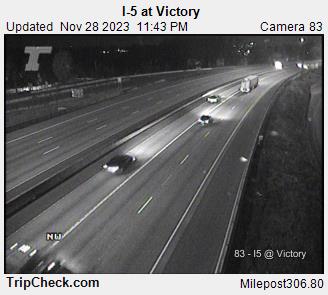 I-5 at Victory
Updated Nov 28 2023 11:43 PM Camera 83
T
NW
83 - I5 @ Victory
TripCheck.com Milepost306.80